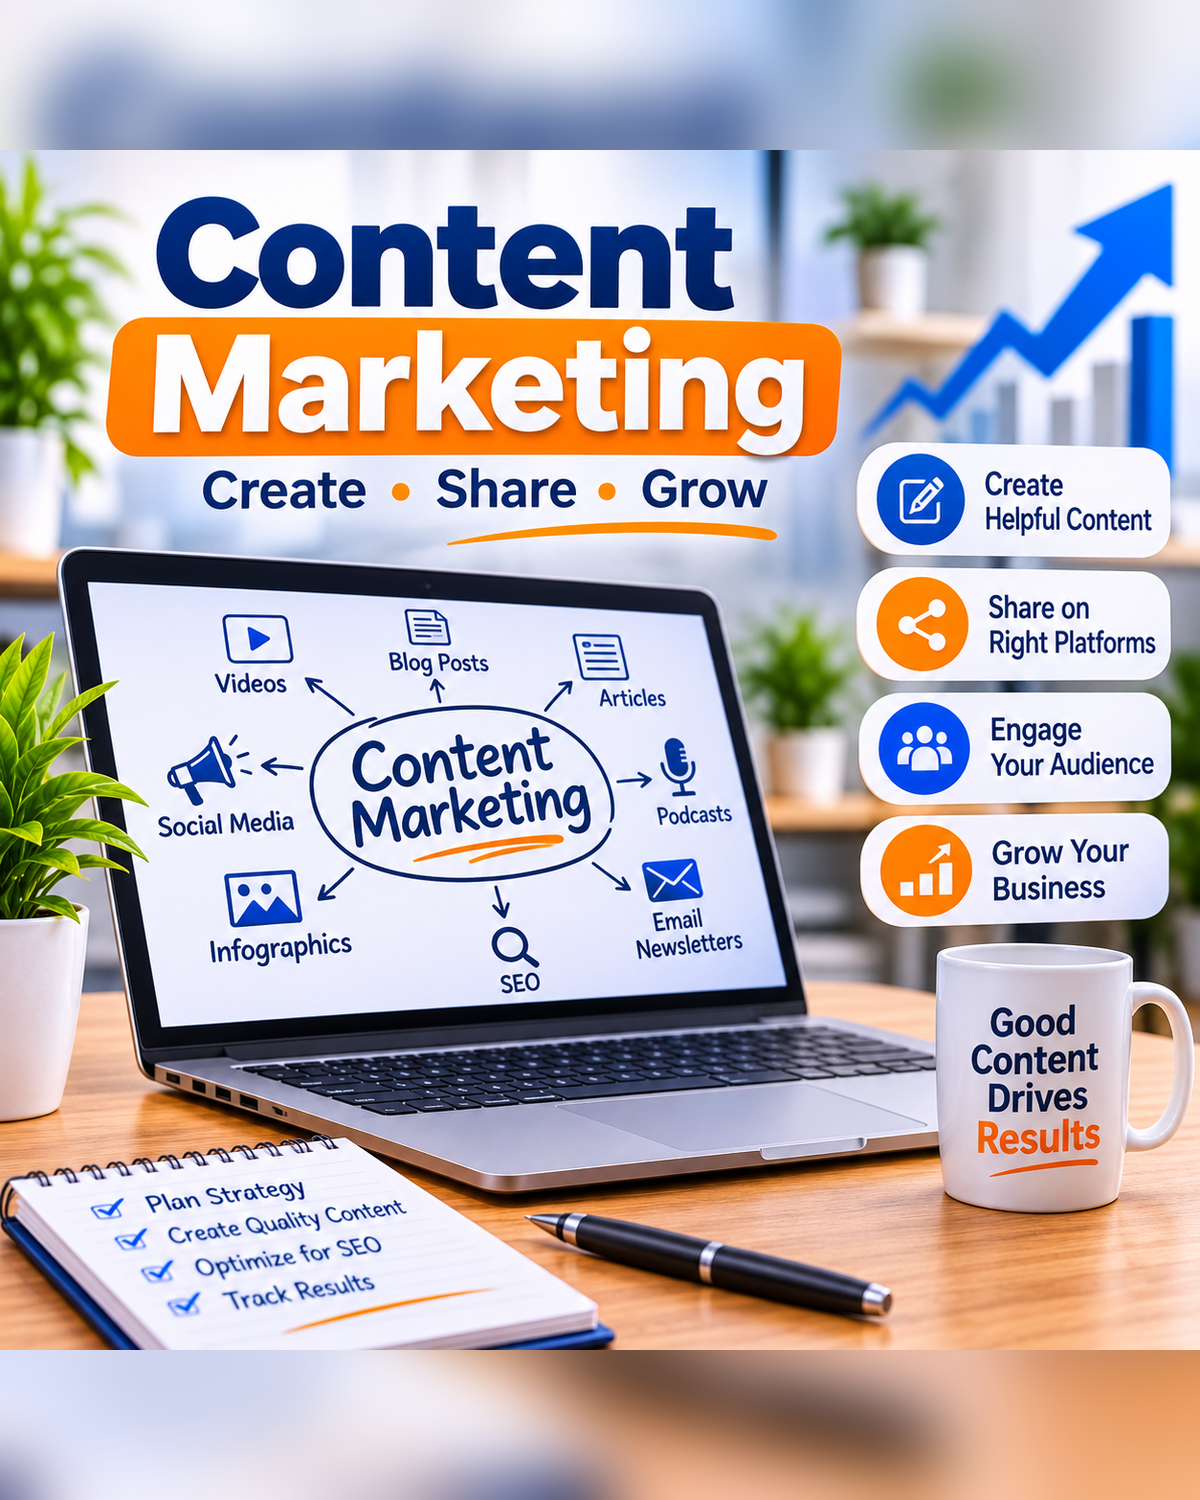 Content
Marketing
Create • Share • Grow
Create
Helpful Content
Share on
Right Platforms
Engage
Your Audience
Grow Your
Business
Videos
Blog Posts
Articles
Social Media
Content
Marketing
Podcasts
Infographics
SEO
Email
Newsletters
Good
Content
Drives
Results
Plan Strategy
Create Quality Content
Optimize for SEO
Track Results